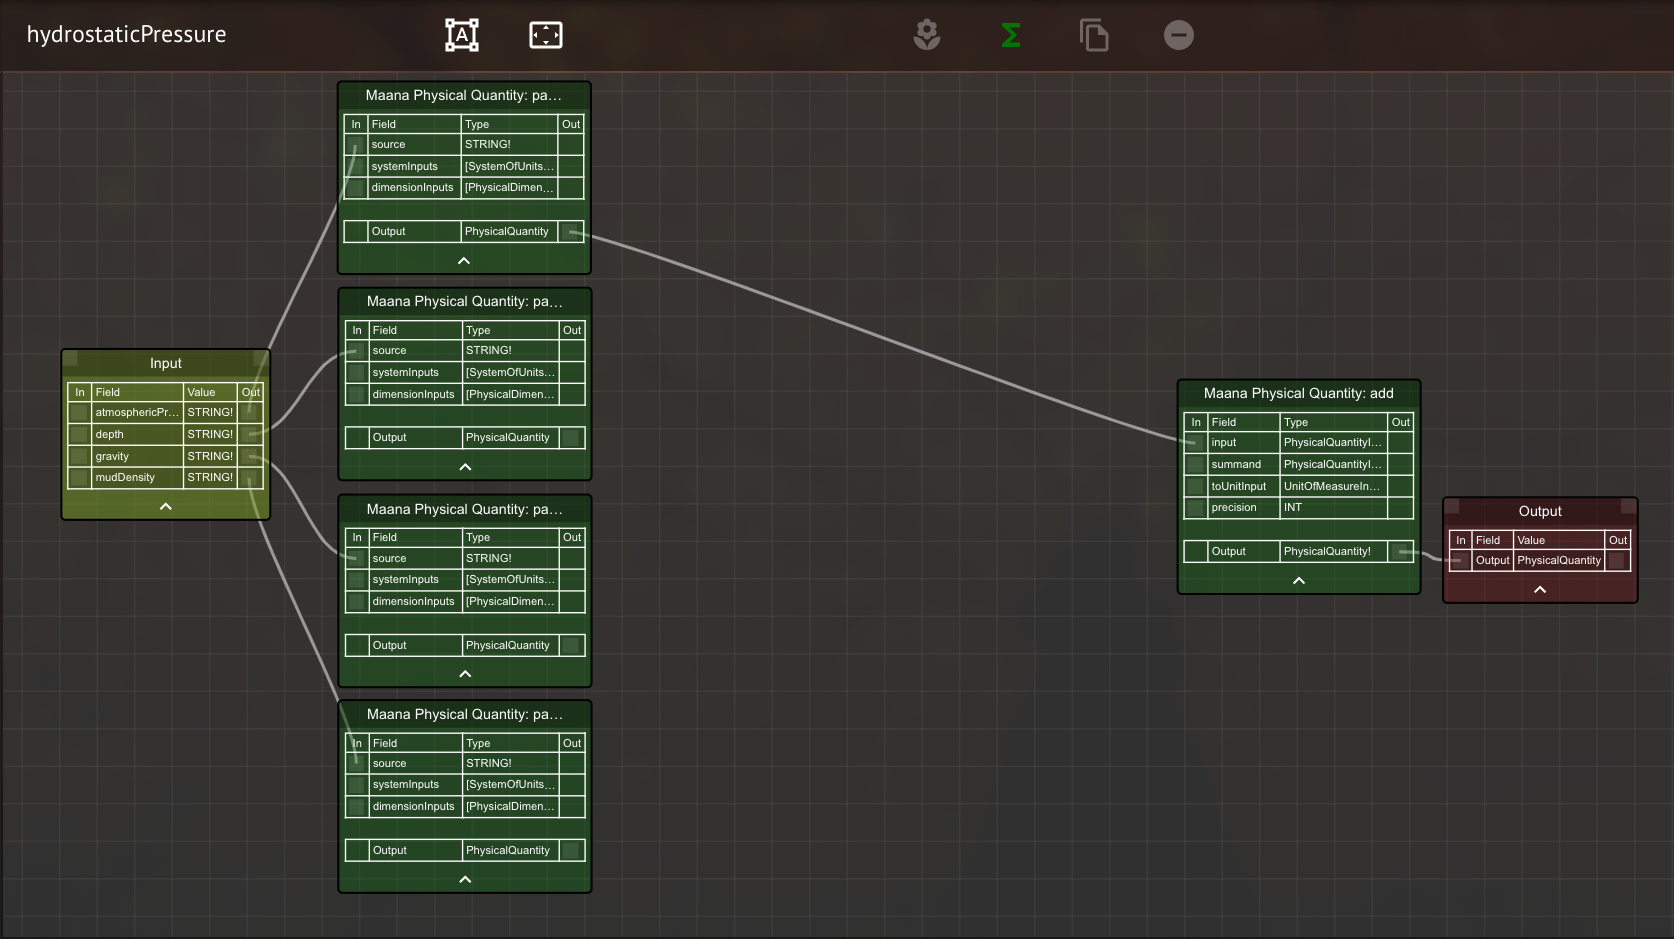 hydrostaticPressure
A
Maana Physical Quantity: pa...
In Field Type Out
source STRING!
systemInputs [SystemOfUnits...
dimensionInputs [PhysicalDimen...
Output PhysicalQuantity
Maana Physical Quantity: pa...
In Field Type Out
source STRING!
systemInputs [SystemOfUnits...
dimensionInputs [PhysicalDimen...
Output PhysicalQuantity
Input
In Field Value Out
atmosphericPr... STRING!
depth STRING!
gravity STRING!
mudDensity STRING!
Maana Physical Quantity: pa...
In Field Type Out
source STRING!
systemInputs [SystemOfUnits...
dimensionInputs [PhysicalDimen...
Output PhysicalQuantity
Maana Physical Quantity: pa...
In Field Type Out
source STRING!
systemInputs [SystemOfUnits...
dimensionInputs [PhysicalDimen...
Output PhysicalQuantity
Maana Physical Quantity: add
In Field Type Out
input PhysicalQuantityI...
summand PhysicalQuantityI...
toUnitInput UnitOfMeasureIn...
precision INT
Output PhysicalQuantity!
Output
In Field Value Out
Output PhysicalQuantity